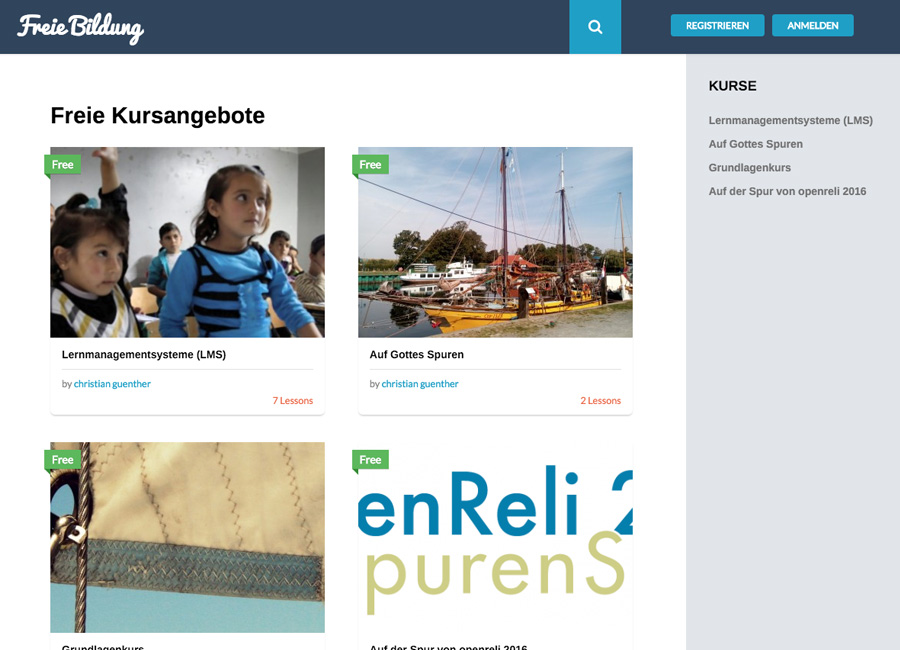 Freie Bildung
REGISTRIEREN
ANMELDEN
Freie Kursangebote
Free
Free
Lernmanagementsysteme (LMS)
Auf Gottes Spuren
by christian guenther
by christian guenther
7 Lessons
2 Lessons
Free
Free
enReli 2
purenS
Grundlagenkurs
Auf der Spur von openreli 2016
KURSE
Lernmanagementsysteme (LMS)
Auf Gottes Spuren
Grundlagenkurs
Auf der Spur von openreli 2016